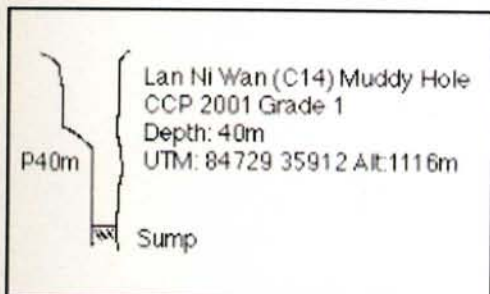 Lan Ni Wan (C14) Muddy Hole
CCP 2001 Grade 1
Depth: 40m
P40m
UTM: 84729 35912 Alt:1116m
Sump